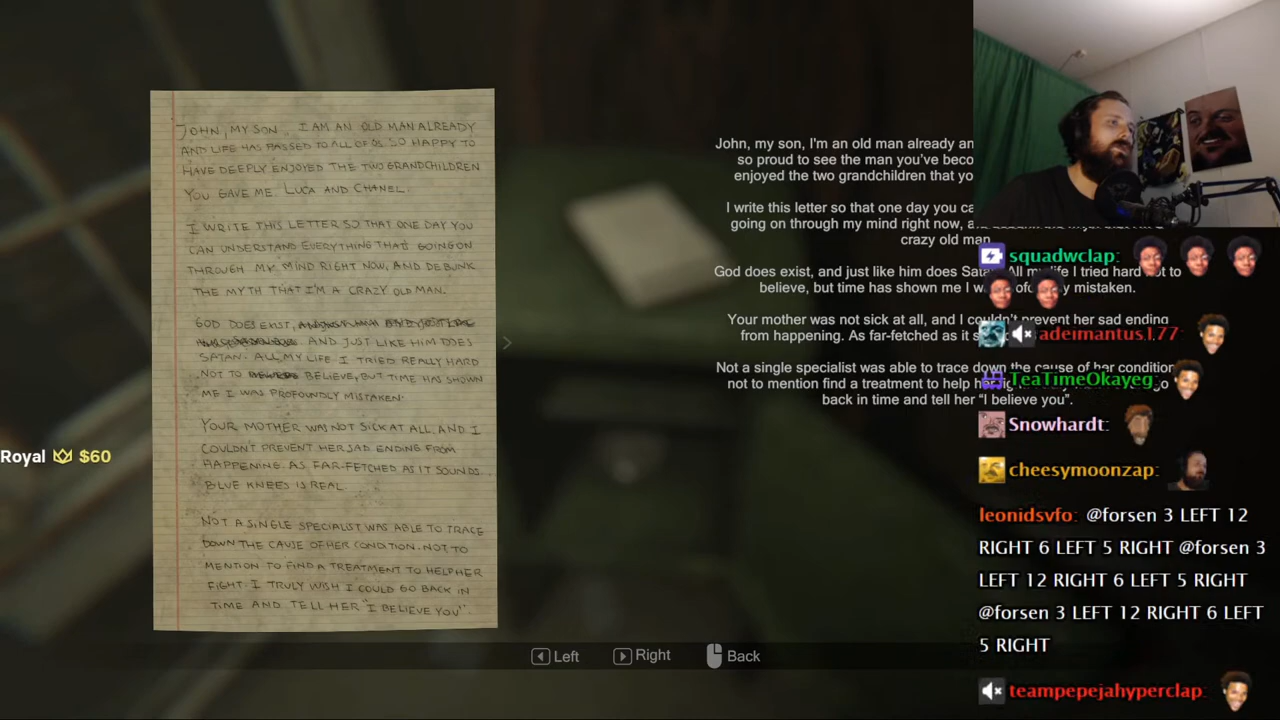 JOHN, MY SON. I AM AN OLD MAN ALREADY
AND LIFE HAS PASSED TO ALL OF SO HAPPY TO
HAVE DEEPLY ENJOYED THE TWO GRANDCHILDREN
YOU GAVE ME. LUCA AND CHANEL.
I WRITE THIS LETTER SO THAT ONE DAY YOU
CAN UNDERSTAND EVERYTHING THAT'S GOING ON
THROUGH MY MIND RIGHT NOW, AND DEBUNK
THE MYTH THAT I'M A CRAZY OLD MAN.
GOD DOES EXIST,
AND JUST LIKE HIM DOES
SATAN. ALL MY LIFE I TRIED REALLY HARD
NOT TO BELIEVE, BUT TIME HAS SHOWN
ME I WAS PROFOUNDLY MISTAKEN.
YOUR MOTHER WAS NOT SICK AT ALL, AND I
COULDN'T PREVENT HER SAD ENDING FROM
HAPPENING. AS FAR-FETCHED AS IT SOUNDS
BLUE KNEES IS REAL.
NOT A SINGLE SPECIALIST WAS ABLE TO TRACE
DOWN THE CAUSE OF HER CONDITION. NOT TO
MENTION TO FIND A TREATMENT TO HELP HER
FIGHT. I TRULY WISH I COULD GO BACK IN
TIME AND TELL HER "I BELIEVE YOU".
John, my son, I'm an old man already an
so proud to see the man you've beco
enjoyed the two grandchildren that yo
I write this letter so that one day you ca
going on through my mind right now, a
crazy old man.
God does exist, and just like him does Sata All my life I tried hard not to
believe, but time has shown me I w mistaken.
Your mother was not sick at all, and I couldn't prevent her sad ending
from happening. As far-fetched as it s
Not a single specialist was able to trace down the cause of her condition
not to mention find a treatment to help her
back in time and tell her "I believe you".
Royal $60
Left
Right
Back
squadwclap:
adeimantus177:
TeaTimeOkayeg:
Snowhardt:
cheesymoonzap:
leonidsvfo: @forsen 3 LEFT 12
RIGHT 6 LEFT 5 RIGHT @forsen 3
LEFT 12 RIGHT 6 LEFT 5 RIGHT
@forsen 3 LEFT 12 RIGHT 6 LEFT
5 RIGHT
teampepejahyperclap: